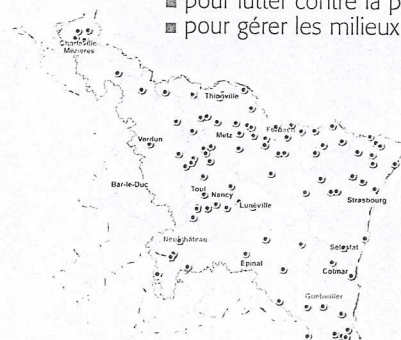 pour lutter contre la p
pour gérer les milieux
Charleville
Mézières
Thionville
Verdun
Metz
Forbach
Bar-le-Duc
Toul
Nancy
Lunéville
Strasbourg
Neufchâteau
Epinal
Sélestat
Colmar
Guebwiller